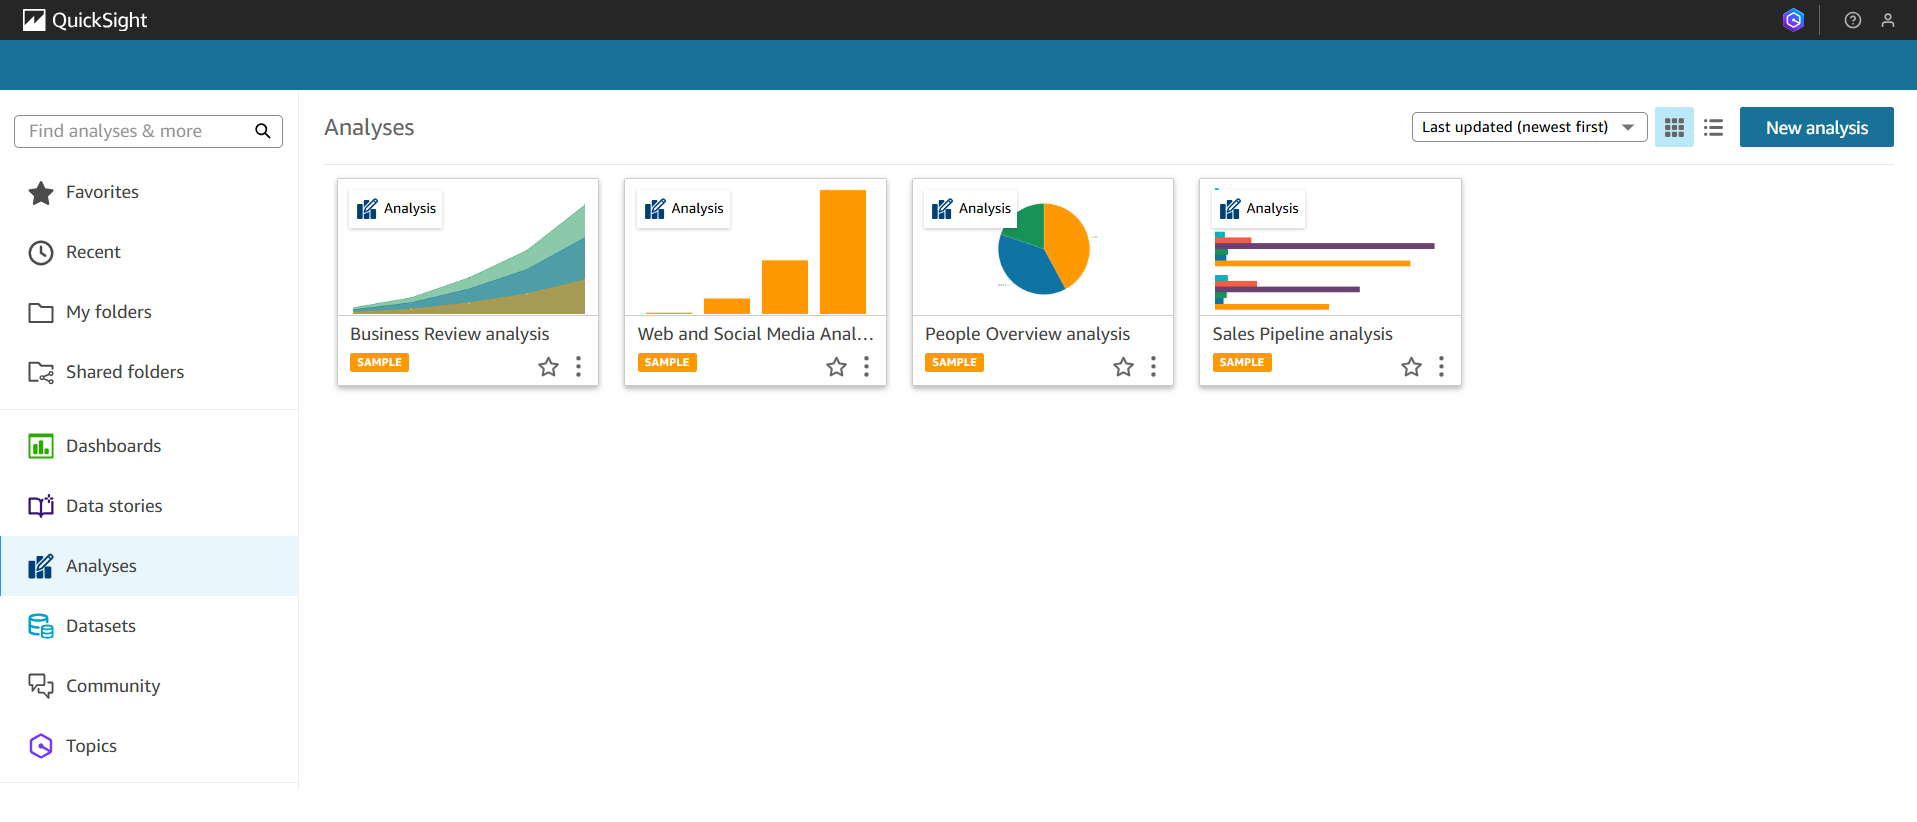 QuickSight
Find analyses & more
Favorites
Recent
My folders
Shared folders
Dashboards
Data stories
Analyses
Datasets
Community
Topics
Analyses
Last updated (newest first)
New analysis
Analysis
Business Review analysis
SAMPLE
Analysis
Web and Social Media Anal...
SAMPLE
Analysis
People Overview analysis
SAMPLE
Analysis
Sales Pipeline analysis
SAMPLE